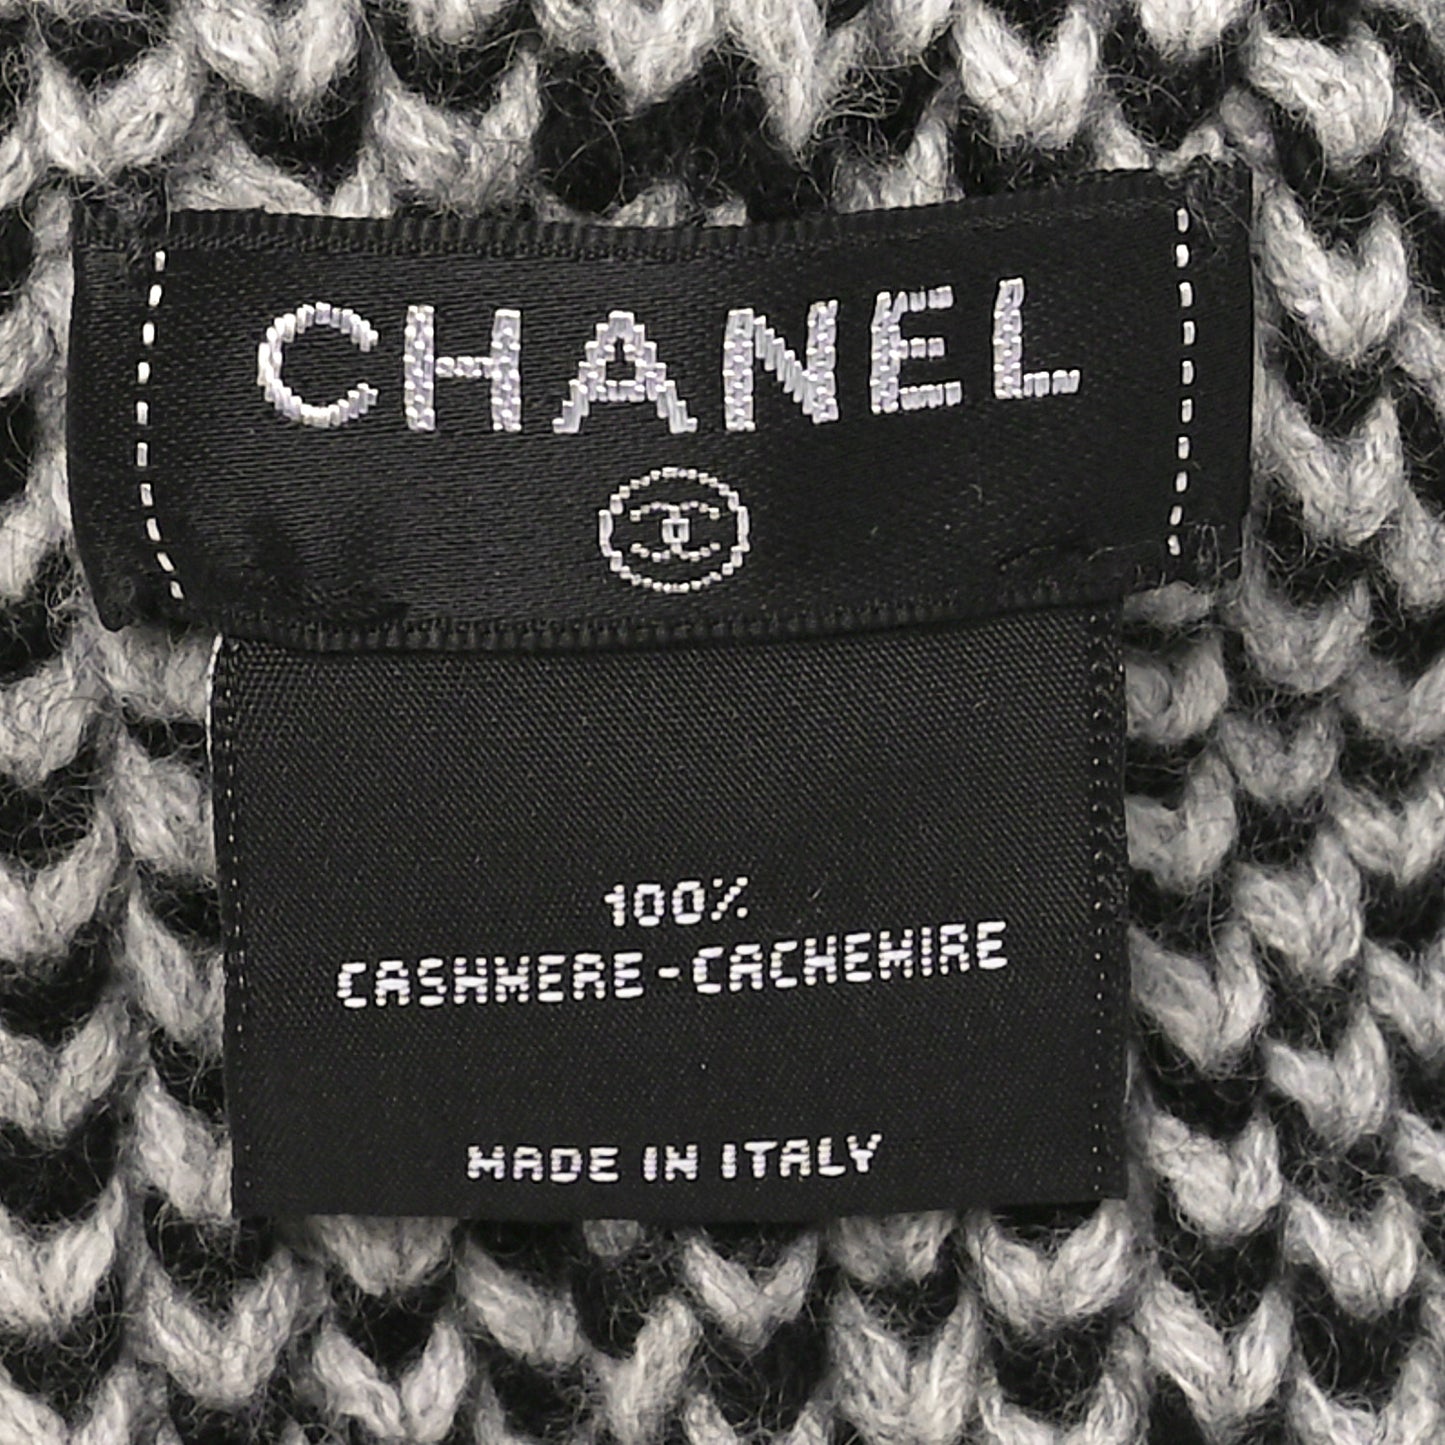 CHANEL
100%
CASHMERE-CACHEMIRE
MADE IN ITALY